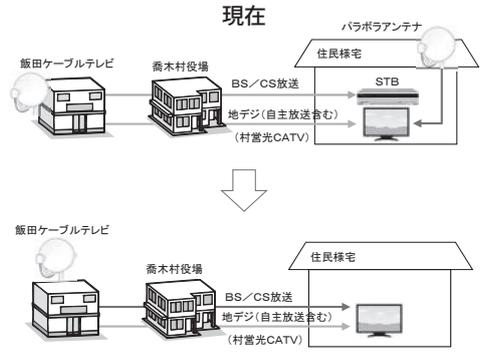 現在
パラボラアンテナ
飯田ケーブルテレビ
喬木村役場
住民様宅
BS／CS放送
STB
地デジ（自主放送含む）
（村営光CATV）
飯田ケーブルテレビ
喬木村役場
住民様宅
BS／CS放送
地デジ（自主放送含む）
（村営光CATV）